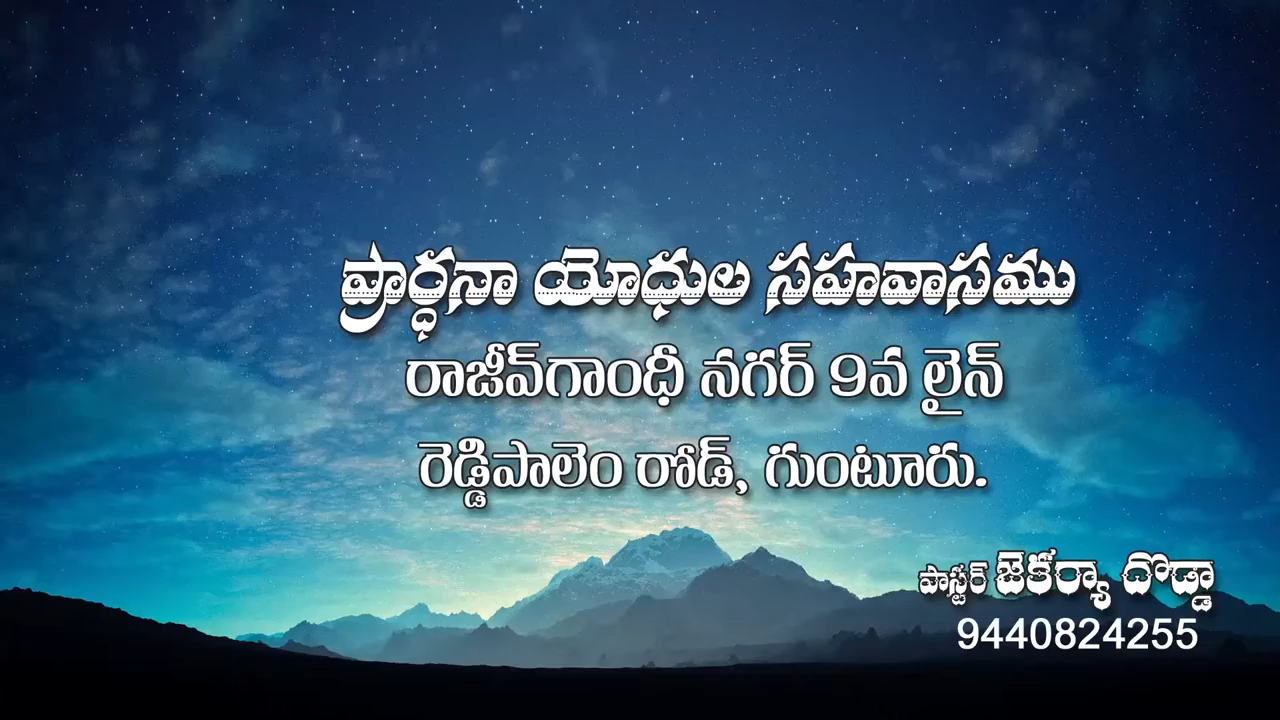 ప్రార్ధనా యోధుల సహవాసము
రాజీవ్‌గాంధీ నగర్ 9వ లైన్
రెడ్డిపాలెం రోడ్, గుంటూరు.
పాస్టర్ జెకర్యా దొడ్డా
9440824255